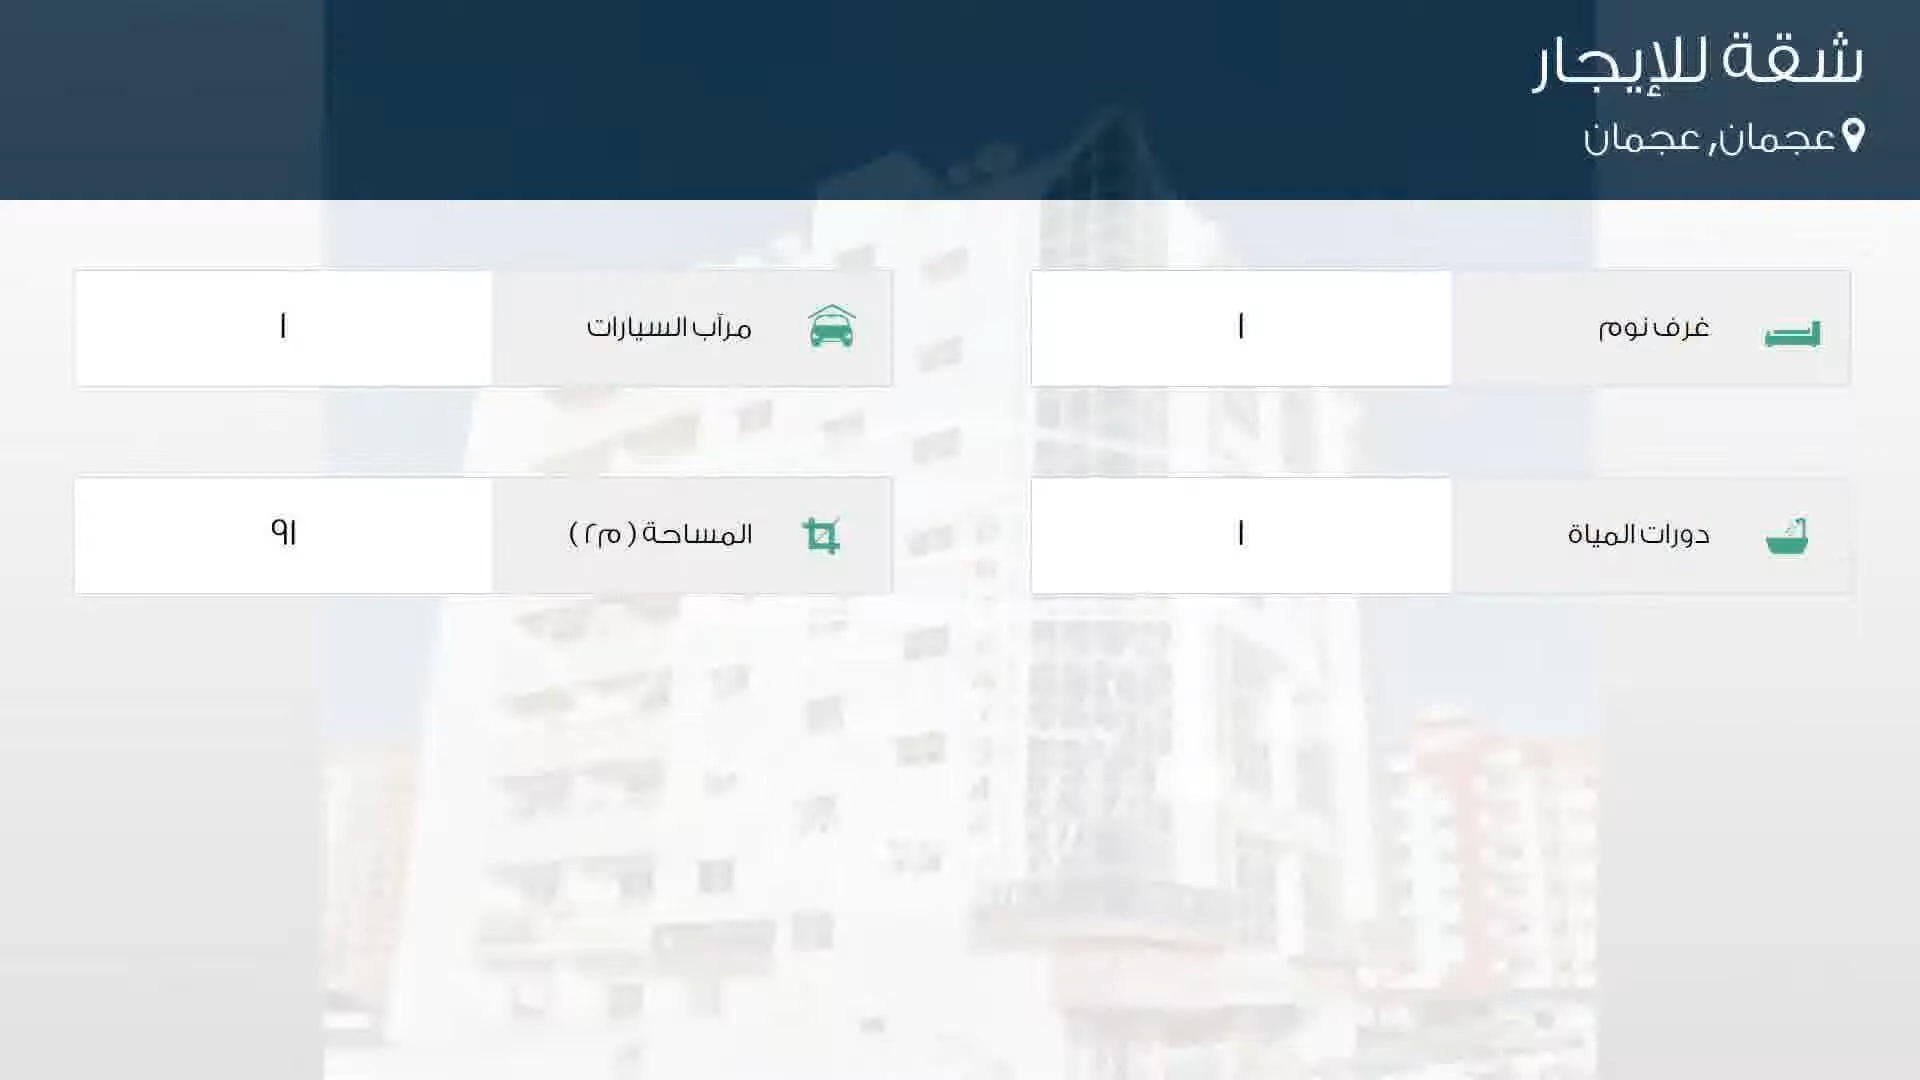 شقة للإيجار
عجمان, عجمان
غرف نوم ١
مرآب السيارات ١
دورات المياة ١
المساحة (م٢) ٩١